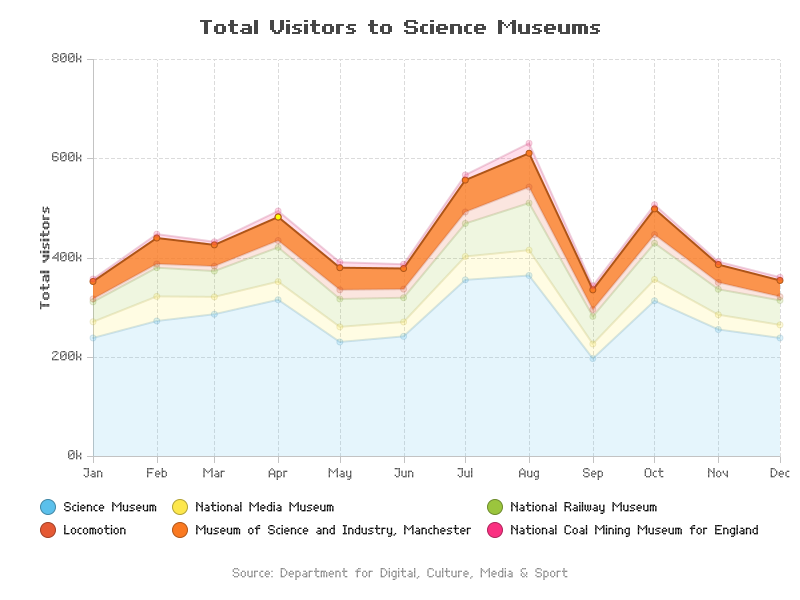 Total Visitors to Science Museums
800k
600k
400k
200k
0k
Total visitors
Jan Feb Mar Apr May Jun Jul Aug Sep Oct Nov Dec
Science Museum National Media Museum National Railway Museum
Locomotion Museum of Science and Industry, Manchester National Coal Mining Museum for England
Source: Department for Digital, Culture, Media & Sport